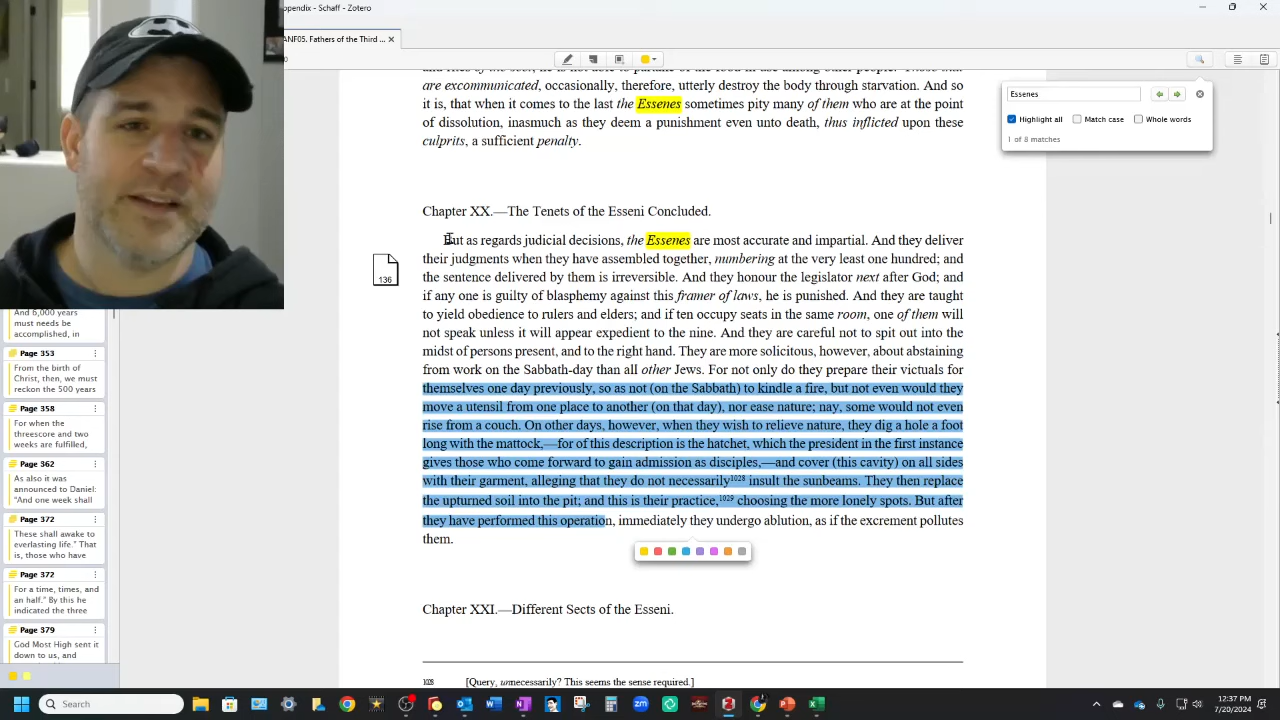 ppendix - Schaff - Zotero
ANF05. Fathers of the Third ...
are excommunicated, occasionally, therefore, utterly destroy the body through starvation. And so
it is, that when it comes to the last the Essenes sometimes pity many of them who are at the point
of dissolution, inasmuch as they deem a punishment even unto death, thus inflicted upon these
culprits, a sufficient penalty.
Essenes
Highlight all
Match case
Whole words
1 of 8 matches
Chapter XX.—The Tenets of the Esseni Concluded.
But as regards judicial decisions, the Essenes are most accurate and impartial. And they deliver
their judgments when they have assembled together, numbering at the very least one hundred; and
the sentence delivered by them is irreversible. And they honour the legislator next after God; and
if any one is guilty of blasphemy against this framer of laws, he is punished. And they are taught
to yield obedience to rulers and elders; and if ten occupy seats in the same room, one of them will
not speak unless it will appear expedient to the nine. And they are careful not to spit out into the
midst of persons present, and to the right hand. They are more solicitous, however, about abstaining
from work on the Sabbath-day than all other Jews. For not only do they prepare their victuals for
themselves one day previously, so as not (on the Sabbath) to kindle a fire, but not even would they
move a utensil from one place to another (on that day), nor ease nature; nay, some would not even
rise from a couch. On other days, however, when they wish to relieve nature, they dig a hole a foot
long with the mattock,—for of this description is the hatchet, which the president in the first instance
gives those who come forward to gain admission as disciples,—and cover (this cavity) on all sides
with their garment, alleging that they do not necessarily1028 insult the sunbeams. They then replace
the upturned soil into the pit; and this is their practice,1029 choosing the more lonely spots. But after
they have performed this operation, immediately they undergo ablution, as if the excrement pollutes
them.
136
Chapter XXI.—Different Sects of the Esseni.
1028 [Query, unnecessarily? This seems the sense required.]
And 6,000 years
must needs be
accomplished, in
Page 353
From the birth of
Christ, then, we must
reckon the 500 years
Page 358
For when the
threescore and two
weeks are fulfilled,
Page 362
As also it was
announced to Daniel:
"And one week shall
Page 372
These shall awake to
everlasting life." That
is, those who have
Page 372
For a time, times, and
an half." By this he
indicated the three
Page 379
God Most High sent it
down to us, and
Search
12:37 PM
7/20/2024